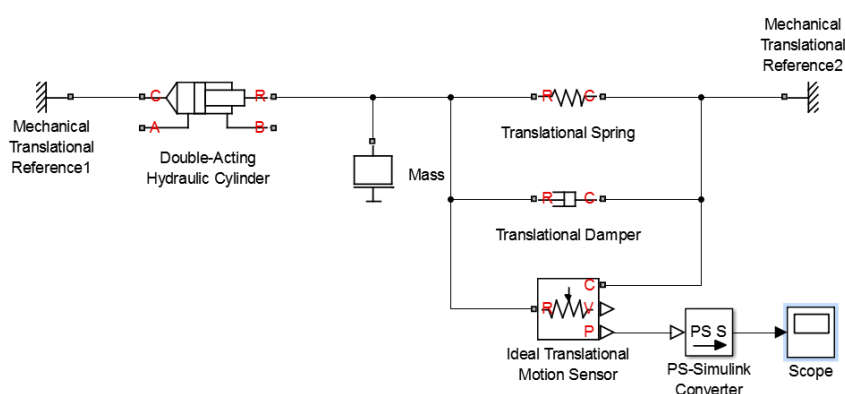 Mechanical
Translational
Reference2
C
R
A
B
Mechanical
Translational
Reference1
Double-Acting
Hydraulic Cylinder
Mass
R
C
Translational Spring
R
C
Translational Damper
C
R
V
P
Ideal Translational
Motion Sensor
PS S
PS-Simulink
Converter
Scope